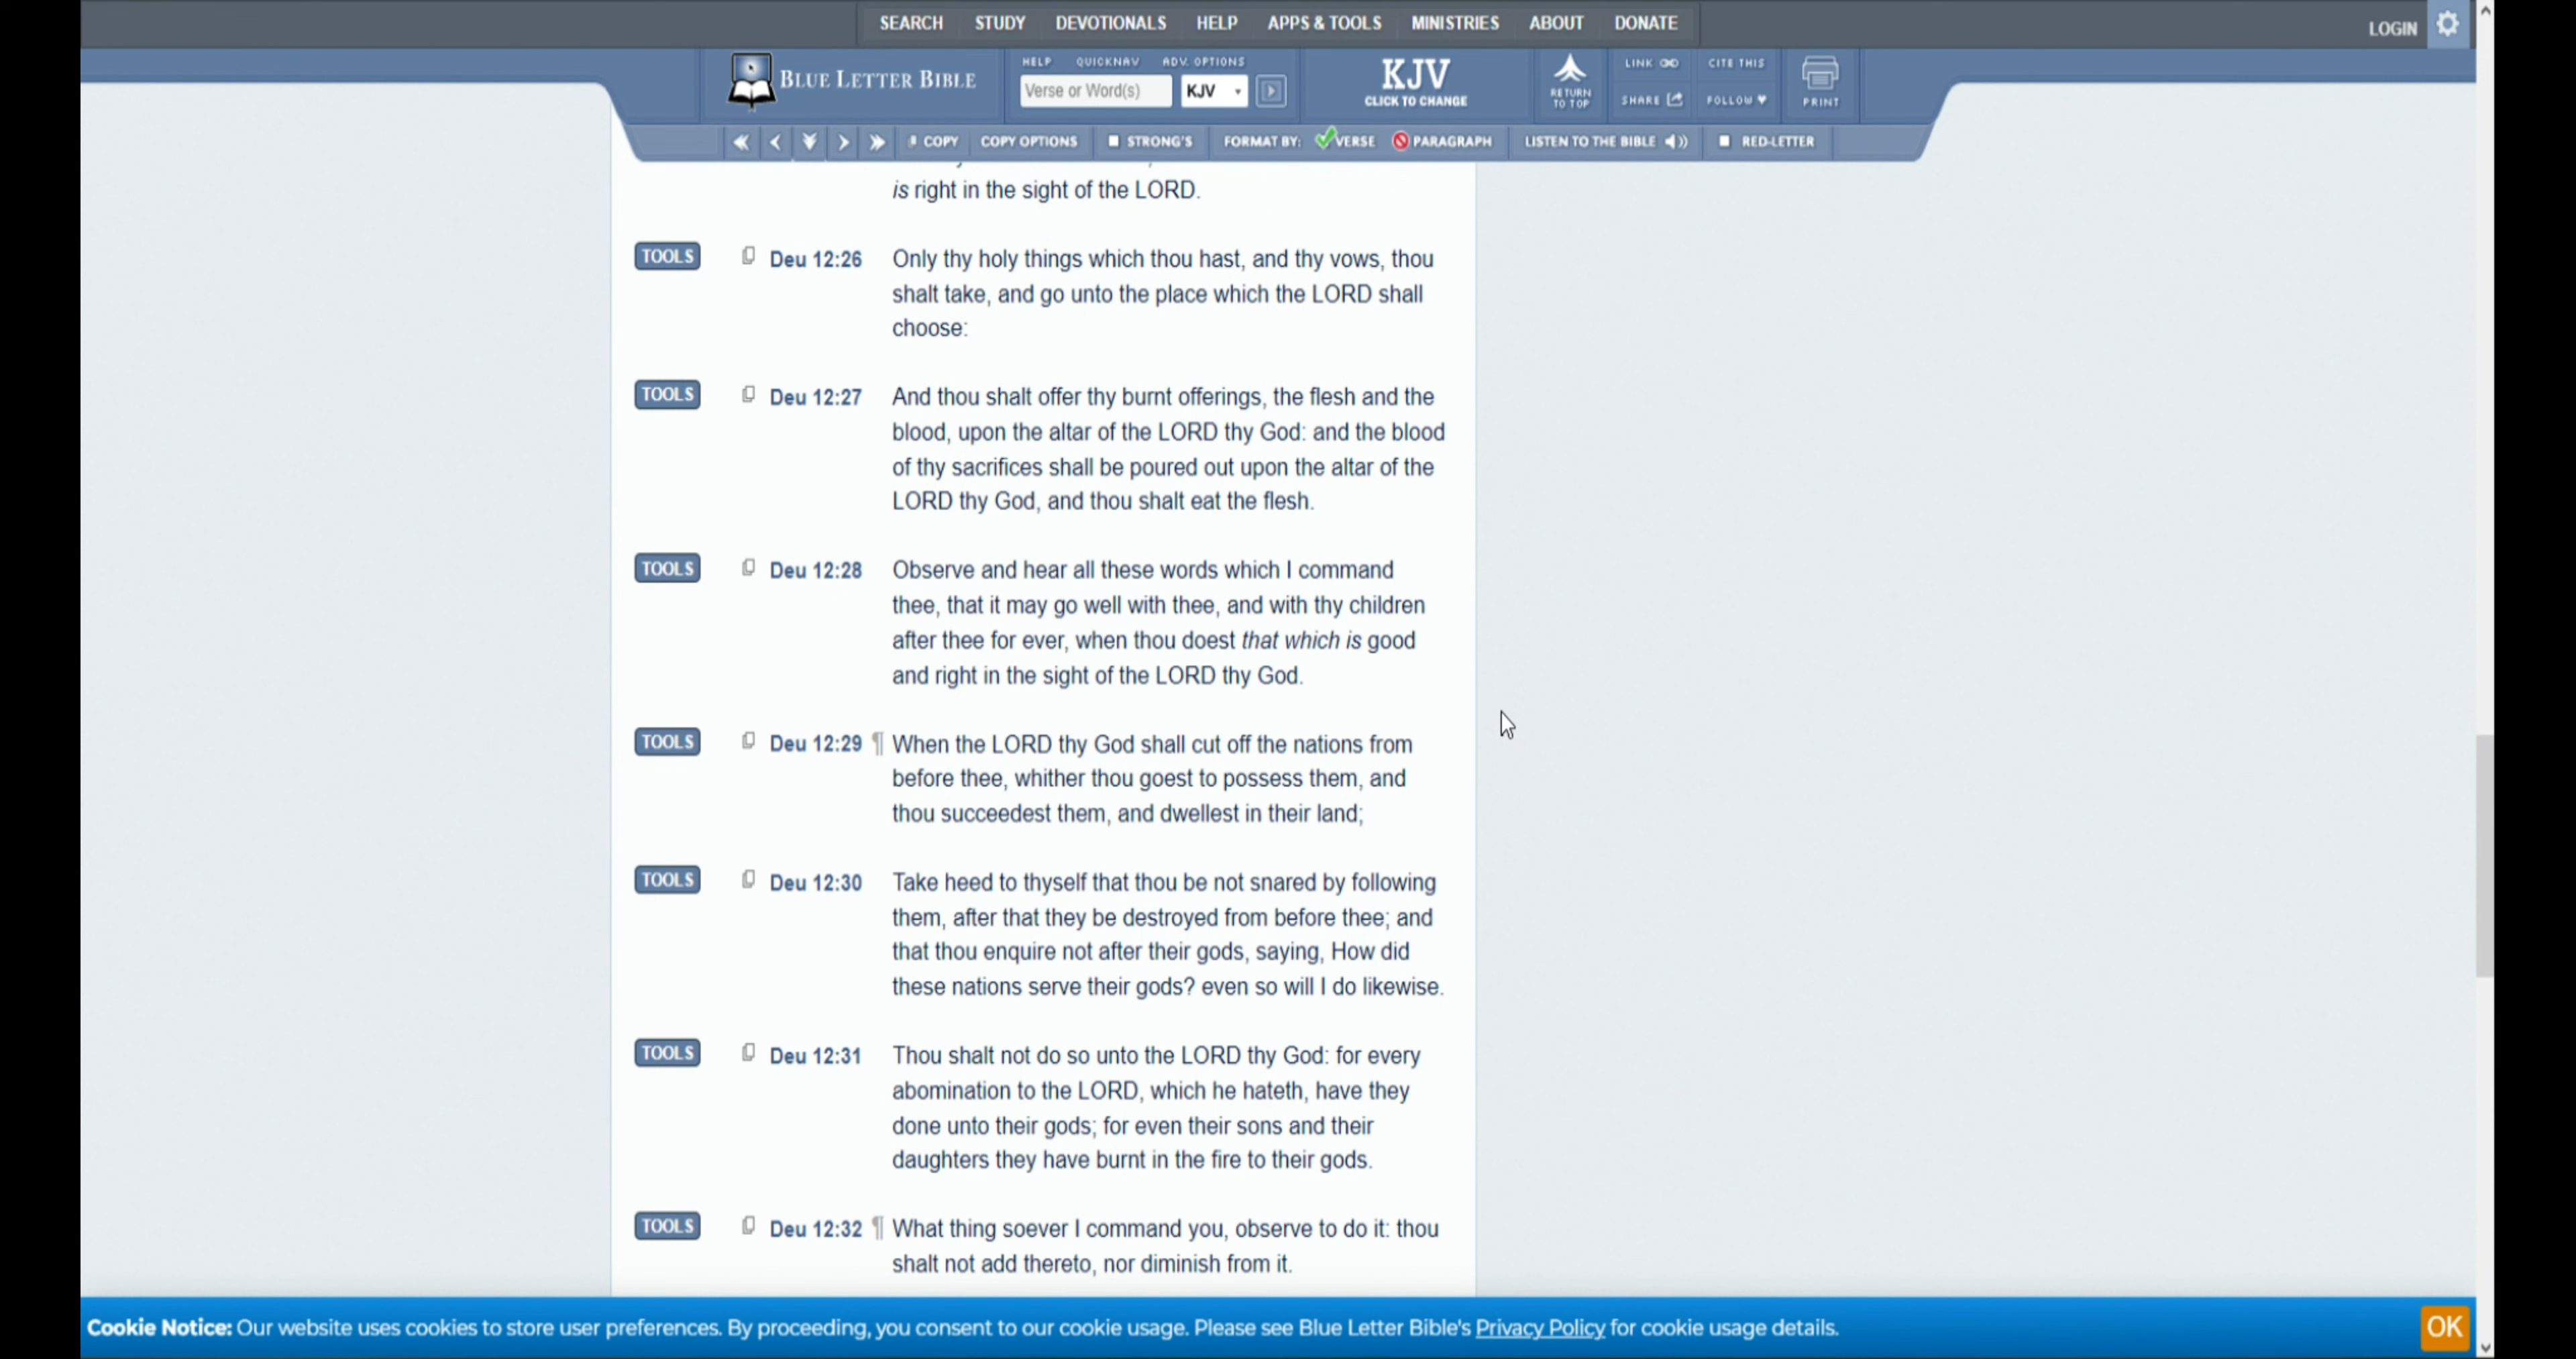 SEARCH STUDY DEVOTIONALS HELP APPS & TOOLS MINISTRIES ABOUT DONATE
LOGIN
BLUE LETTER BIBLE
HELP QUICKNAV ADV. OPTIONS
Verse or Word(s) KJV
KJV
CLICK TO CHANGE
RETURN
TO TOP
LINK CITE THIS
SHARE FOLLOW
PRINT
COPY COPY OPTIONS STRONG'S FORMAT BY: VERSE PARAGRAPH LISTEN TO THE BIBLE RED-LETTER
is right in the sight of the LORD.
TOOLS Deu 12:26 Only thy holy things which thou hast, and thy vows, thou
shalt take, and go unto the place which the LORD shall
choose:
TOOLS Deu 12:27 And thou shalt offer thy burnt offerings, the flesh and the
blood, upon the altar of the LORD thy God: and the blood
of thy sacrifices shall be poured out upon the altar of the
LORD thy God, and thou shalt eat the flesh.
TOOLS Deu 12:28 Observe and hear all these words which I command
thee, that it may go well with thee, and with thy children
after thee for ever, when thou doest that which is good
and right in the sight of the LORD thy God.
TOOLS Deu 12:29 ¶ When the LORD thy God shall cut off the nations from
before thee, whither thou goest to possess them, and
thou succeedest them, and dwellest in their land;
TOOLS Deu 12:30 Take heed to thyself that thou be not snared by following
them, after that they be destroyed from before thee; and
that thou enquire not after their gods, saying, How did
these nations serve their gods? even so will I do likewise.
TOOLS Deu 12:31 Thou shalt not do so unto the LORD thy God: for every
abomination to the LORD, which he hateth, have they
done unto their gods; for even their sons and their
daughters they have burnt in the fire to their gods.
TOOLS Deu 12:32 ¶ What thing soever I command you, observe to do it: thou
shalt not add thereto, nor diminish from it.
Cookie Notice: Our website uses cookies to store user preferences. By proceeding, you consent to our cookie usage. Please see Blue Letter Bible's Privacy Policy for cookie usage details.
OK